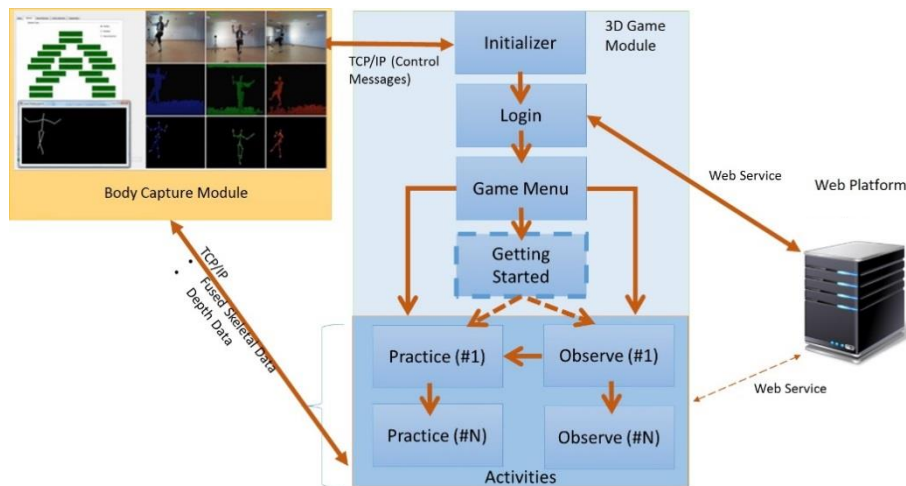 Initializer
3D Game
Module
TCP/IP (Control
Messages)
Login
Web Service
Body Capture Module
Game Menu
Web Platform
Getting
Started
TCP/IP
• Fused Skeletal Data
• Depth Data
Practice (#1)
Observe (#1)
Web Service
Practice (#N)
Observe (#N)
Activities